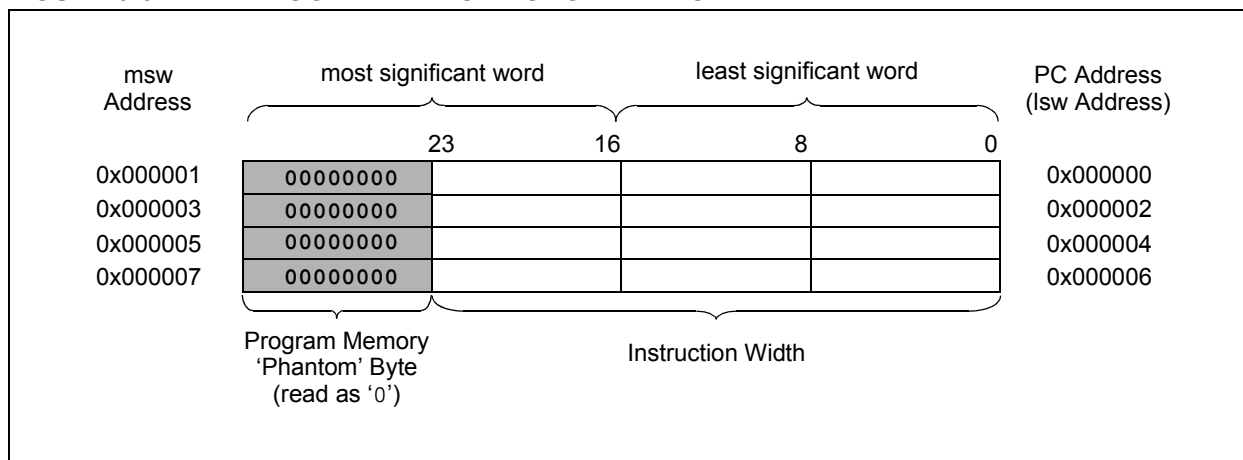 msw
Address
most significant word
least significant word
PC Address
(lsw Address)
23 16 8 0
0x000001 00000000 0x000000
0x000003 00000000 0x000002
0x000005 00000000 0x000004
0x000007 00000000 0x000006
Program Memory
‘Phantom’ Byte
(read as ‘0’)
Instruction Width